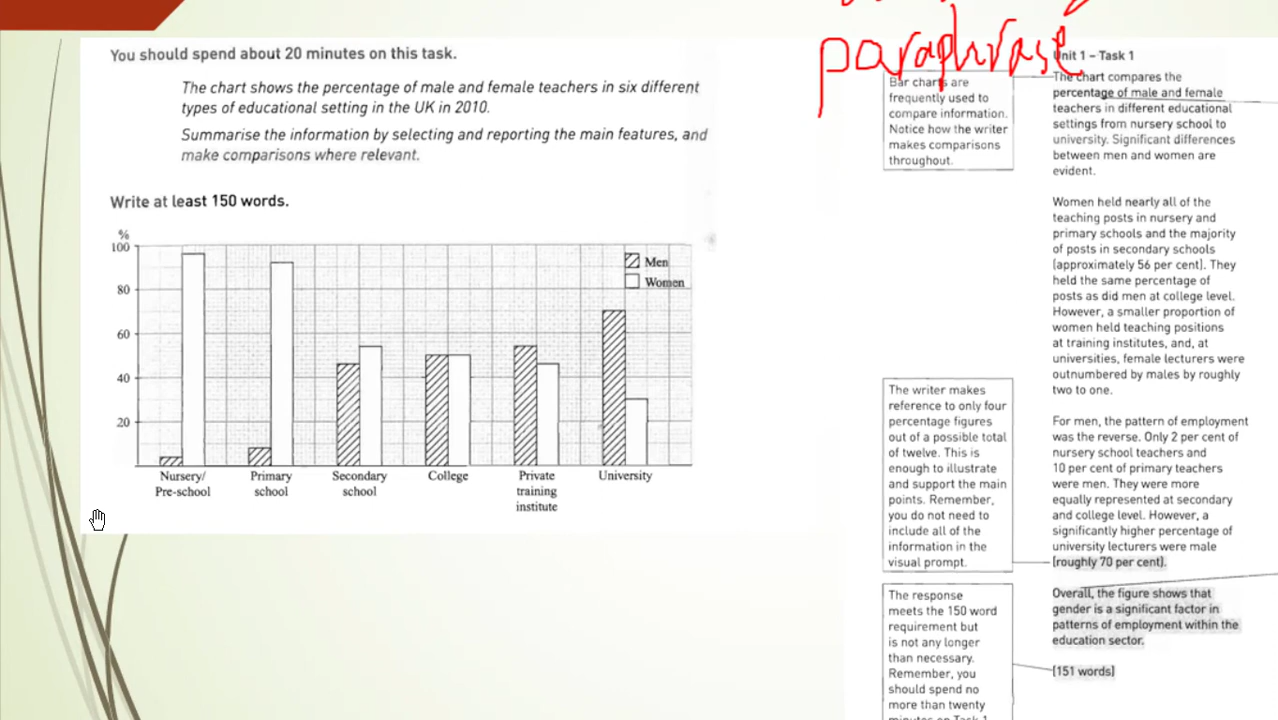 paraphrase
You should spend about 20 minutes on this task.
The chart shows the percentage of male and female teachers in six different
types of educational setting in the UK in 2010.
Summarise the information by selecting and reporting the main features, and
make comparisons where relevant.
Write at least 150 words.
%
100
80
60
40
20
Men
Women
Nursery/
Pre-school
Primary
school
Secondary
school
College
Private
training
institute
University
Bar charts are
frequently used to
compare information.
Notice how the writer
makes comparisons
throughout.
The writer makes
reference to only four
percentage figures
out of a possible total
of twelve. This is
enough to illustrate
and support the main
points. Remember,
you do not need to
include all of the
information in the
visual prompt.
The response
meets the 150 word
requirement but
is not any longer
than necessary.
Remember, you
should spend no
more than twenty
minutes on Task 1
Unit 1 – Task 1
The chart compares the
percentage of male and female
teachers in different educational
settings from nursery school to
university. Significant differences
between men and women are
evident.
Women held nearly all of the
teaching posts in nursery and
primary schools and the majority
of posts in secondary schools
(approximately 56 per cent). They
held the same percentage of
posts as did men at college level.
However, a smaller proportion of
women held teaching positions
at training institutes, and, at
universities, female lecturers were
outnumbered by males by roughly
two to one.
For men, the pattern of employment
was the reverse. Only 2 per cent of
nursery school teachers and
10 per cent of primary teachers
were men. They were more
equally represented at secondary
and college level. However, a
significantly higher percentage of
university lecturers were male
(roughly 70 per cent).
Overall, the figure shows that
gender is a significant factor in
patterns of employment within the
education sector.
(151 words)